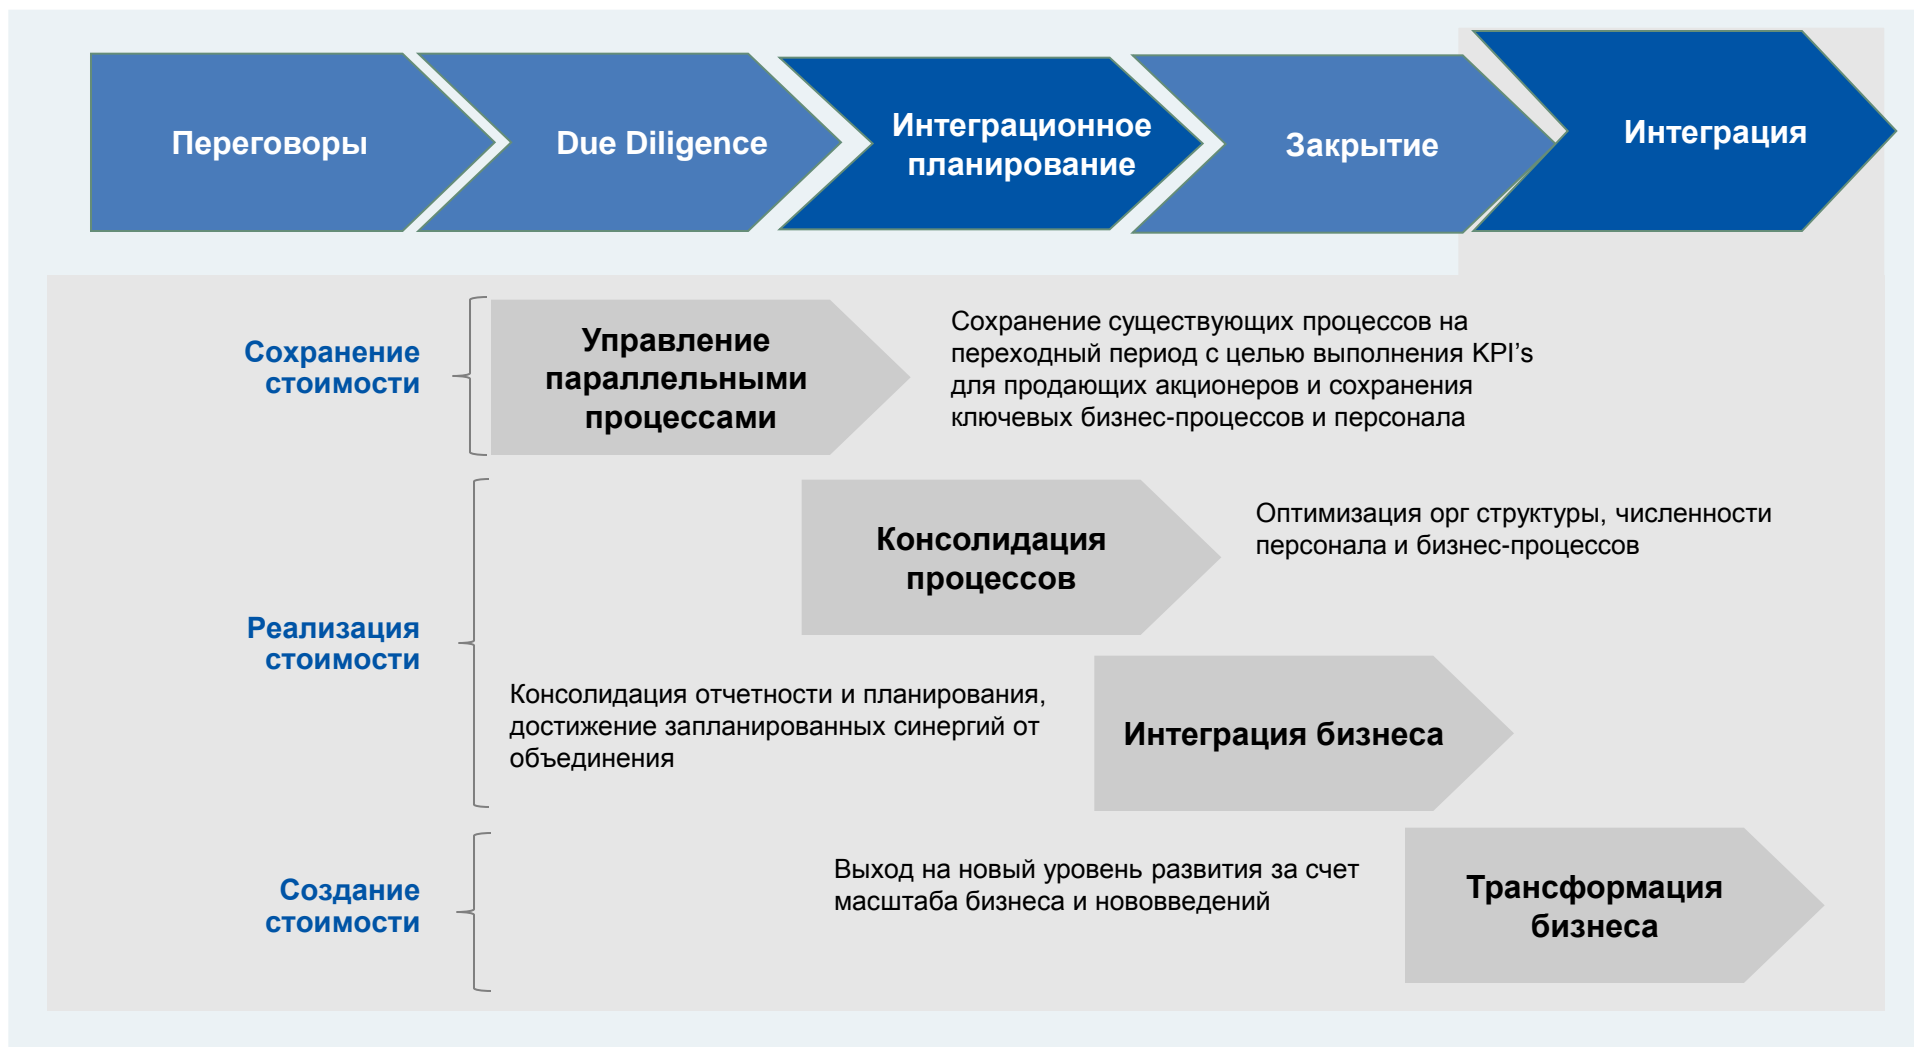 Переговоры
Due Diligence
Интеграционное
планирование
Закрытие
Интеграция
Сохранение
стоимости
Управление
параллельными
процессами
Сохранение существующих процессов на
переходный период с целью выполнения KPI's
для продающих акционеров и сохранения
ключевых бизнес-процессов и персонала
Реализация
стоимости
Консолидация
процессов
Оптимизация орг структуры, численности
персонала и бизнес-процессов
Консолидация отчетности и планирования,
достижение запланированных синергий от
объединения
Интеграция бизнеса
Создание
стоимости
Выход на новый уровень развития за счет
масштаба бизнеса и нововведений
Трансформация
бизнеса